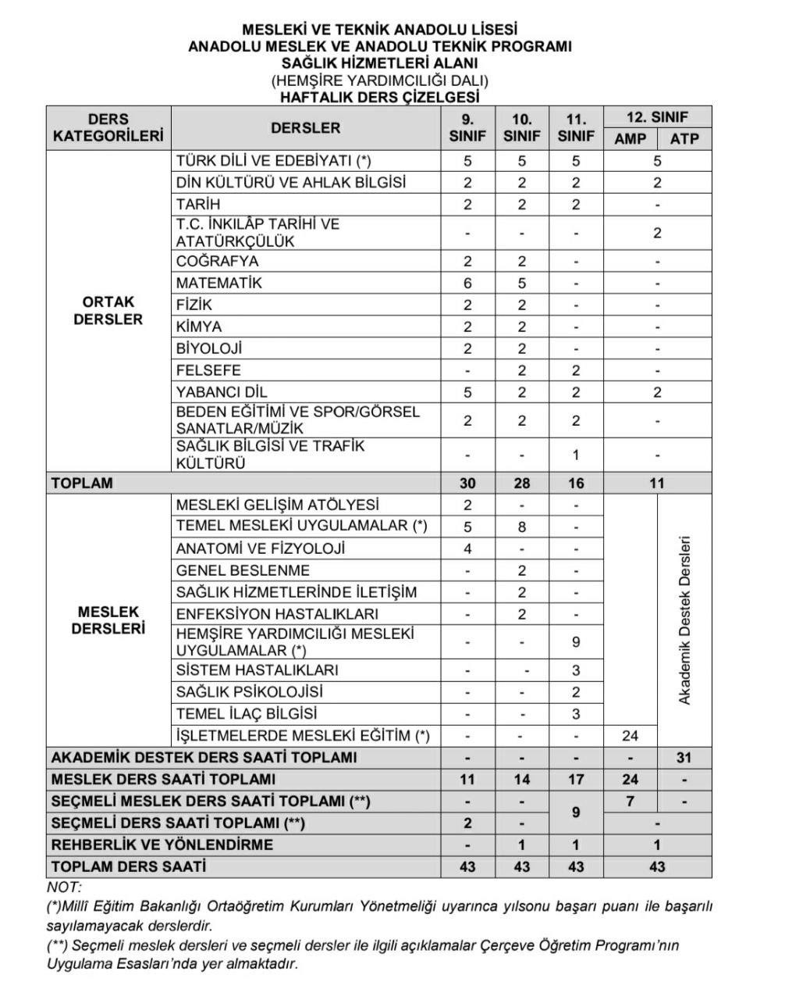 MESLEKİ VE TEKNİK ANADOLU LİSESİ
ANADOLU MESLEK VE ANADOLU TEKNİK PROGRAMI
SAĞLIK HİZMETLERİ ALANI
(HEMŞİRE YARDIMCILIĞI DALI)
HAFTALIK DERS ÇİZELGESİ
DERS KATEGORİLERİ DERSLER 9. SINIF 10. SINIF 11. SINIF 12. SINIF
AMP ATP
ORTAK DERSLER
TÜRK DİLİ VE EDEBİYATI (*) 5 5 5 5
DİN KÜLTÜRÜ VE AHLAK BİLGİSİ 2 2 2 2
TARİH 2 2 2 -
T.C. İNKILÂP TARİHİ VE
ATATÜRKÇÜLÜK - - - 2
COĞRAFYA 2 2 - -
MATEMATİK 6 5 - -
FİZİK 2 2 - -
KİMYA 2 2 - -
BİYOLOJİ 2 2 - -
FELSEFE - 2 2 -
YABANCI DİL 5 2 2 2
BEDEN EĞİTİMİ VE SPOR/GÖRSEL
SANATLAR/MÜZİK 2 2 2 -
SAĞLIK BİLGİSİ VE TRAFİK
KÜLTÜRÜ - - 1 -
TOPLAM 30 28 16 11
MESLEK DERSLERİ
MESLEKİ GELİŞİM ATÖLYESİ 2 - -
TEMEL MESLEKİ UYGULAMALAR (*) 5 8 -
ANATOMİ VE FİZYOLOJİ 4 - -
GENEL BESLENME - 2 -
SAĞLIK HİZMETLERİNDE İLETİŞİM - 2 -
ENFEKSİYON HASTALIKLARI - 2 -
HEMŞİRE YARDIMCILIĞI MESLEKİ
UYGULAMALAR (*) - - 9
SİSTEM HASTALIKLARI - - 3
SAĞLIK PSİKOLOJİSİ - - 2
TEMEL İLAÇ BİLGİSİ - - 3
İŞLETMELERDE MESLEKİ EĞİTİM (*) - - - 24
Akademik Destek Dersleri
AKADEMİK DESTEK DERS SAATİ TOPLAMI - - - - 31
MESLEK DERS SAATİ TOPLAMI 11 14 17 24 -
SEÇMELİ MESLEK DERS SAATİ TOPLAMI (**) - - 9 7 -
SEÇMELİ DERS SAATİ TOPLAMI (**) 2 - -
REHBERLİK VE YÖNLENDİRME - 1 1 1
TOPLAM DERS SAATİ 43 43 43 43
NOT:
(*)Millî Eğitim Bakanlığı Ortaöğretim Kurumları Yönetmeliği uyarınca yılsonu başarı puanı ile başarılı
sayılamayacak derslerdir.
(**) Seçmeli meslek dersleri ve seçmeli dersler ile ilgili açıklamalar Çerçeve Öğretim Programı’nın
Uygulama Esasları’nda yer almaktadır.